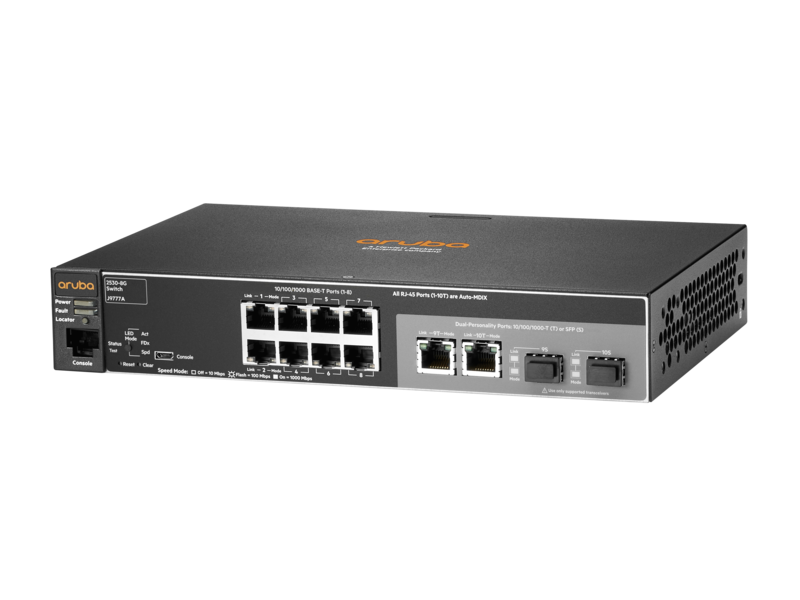 aruba
a Hewlett Packard
Enterprise company
aruba
2530-8G
Switch
J9777A
Power
Fault
Locator
Console
LED
Mode
Act
FDx
Spd
Status
Test
Reset
Clear
Console
10/100/1000 BASE-T Ports (1-8)
Link 1 Mode 3 5 7
Link 2 Mode 4 6 8
Speed Mode: Off = 10 Mbps Flash = 100 Mbps On = 1000 Mbps
All RJ-45 Ports (1-10T) are Auto-MDIX
Dual-Personality Ports: 10/100/1000-T (T) or SFP (S)
Link 9T Mode
Link 10T Mode
Link 9S
Mode
Link 10S
Mode
Use only supported transceivers